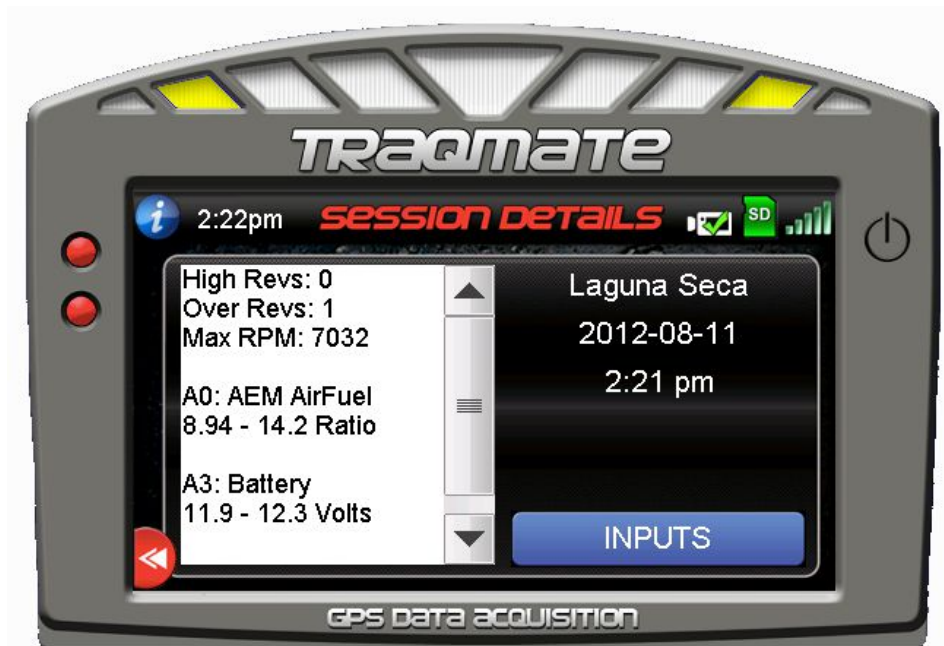 TRAQMATE
i 2:22pm SESSION DETAILS SD
High Revs: 0
Over Revs: 1
Max RPM: 7032
A0: AEM AirFuel
8.94 - 14.2 Ratio
A3: Battery
11.9 - 12.3 Volts
Laguna Seca
2012-08-11
2:21 pm
INPUTS
GPS DATA ACQUISITION